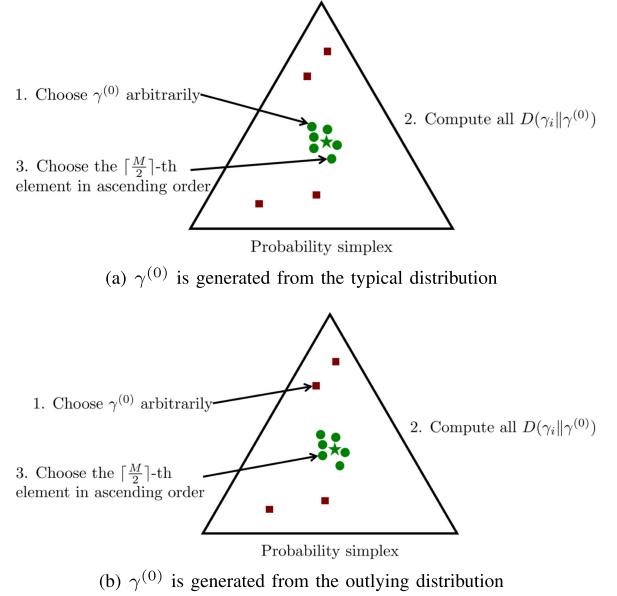 1. Choose γ^(0) arbitrarily
2. Compute all D(γ_i‖γ^(0))
3. Choose the ⌈M/2⌉-th
element in ascending order
Probability simplex
(a) γ^(0) is generated from the typical distribution
1. Choose γ^(0) arbitrarily
2. Compute all D(γ_i‖γ^(0))
3. Choose the ⌈M/2⌉-th
element in ascending order
Probability simplex
(b) γ^(0) is generated from the outlying distribution